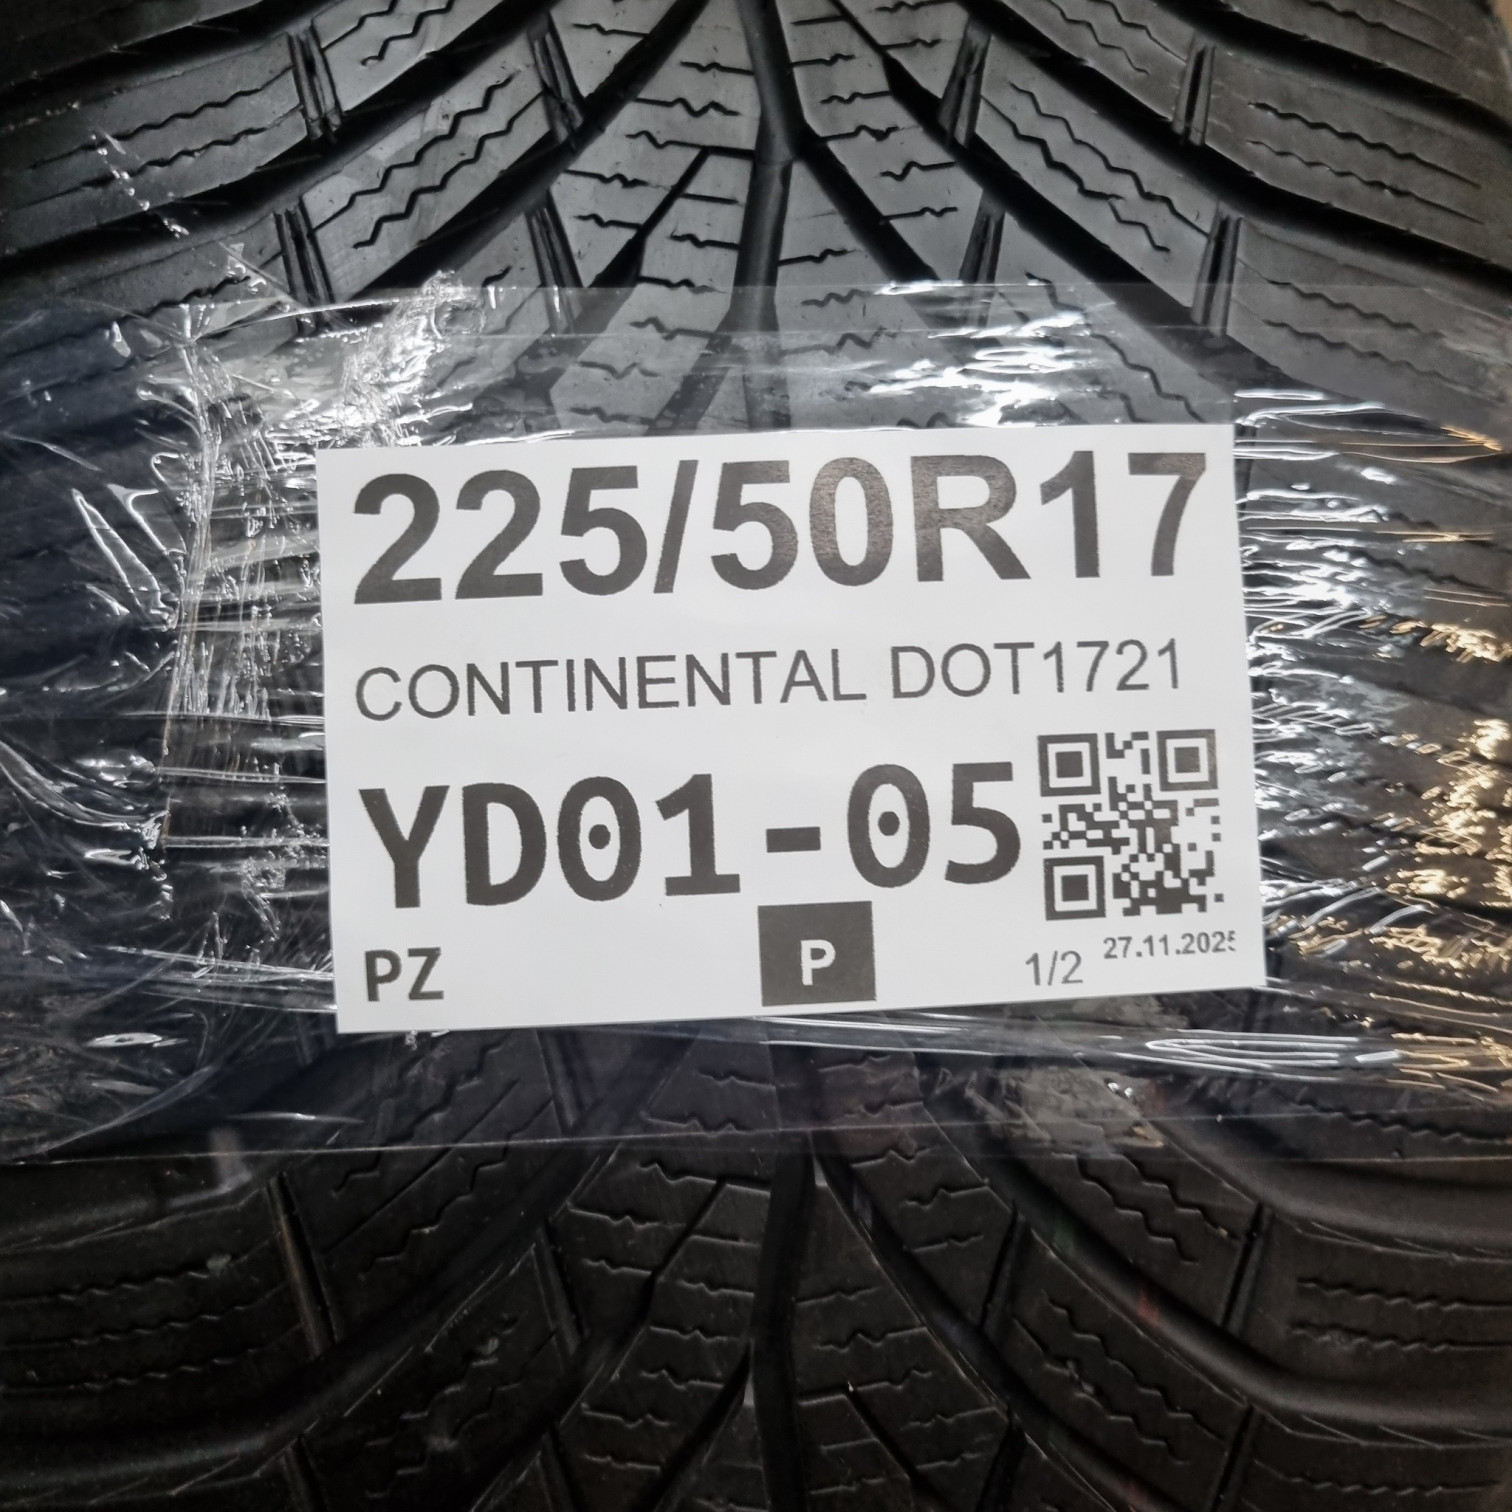 225/50R17
CONTINENTAL DOT1721
YD01-05
PZ P 1/2 27.11.2025